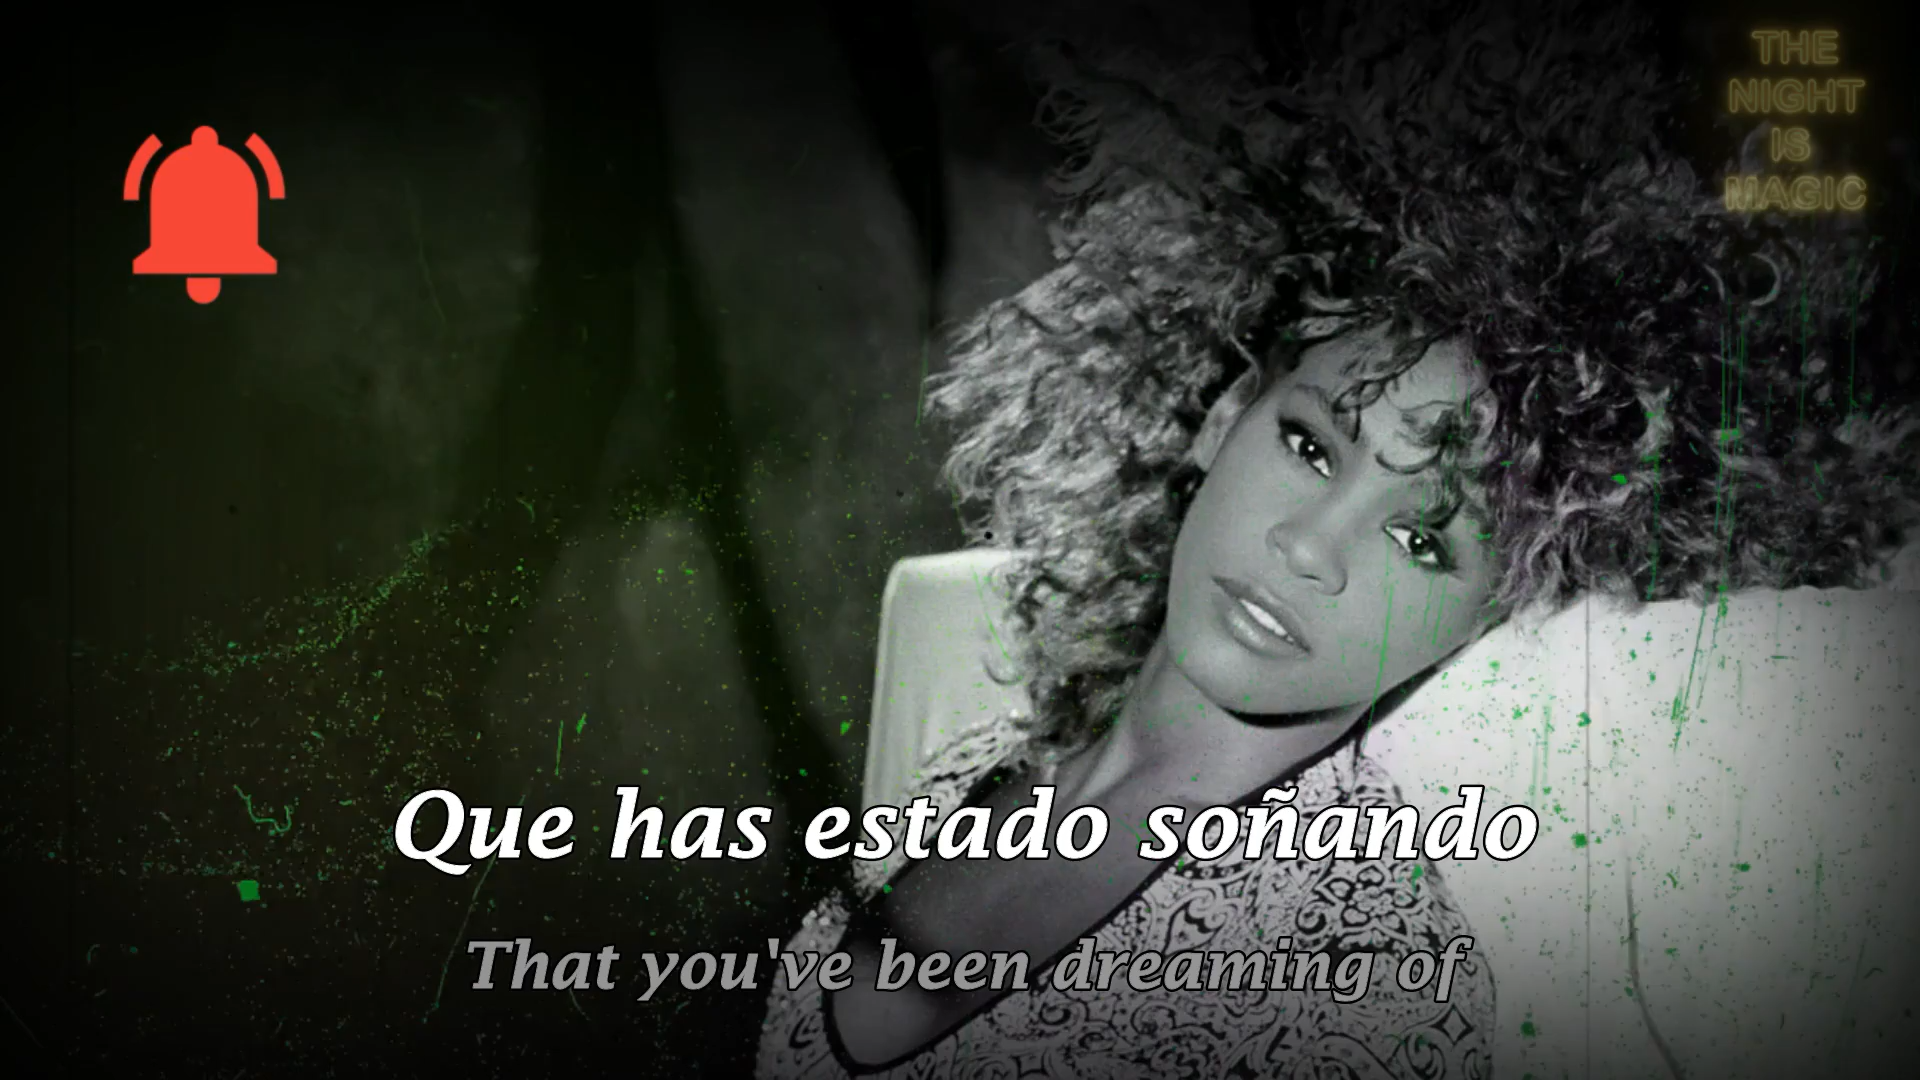 THE
NIGHT
IS
MAGIC
Que has estado soñando
That you've been dreaming of